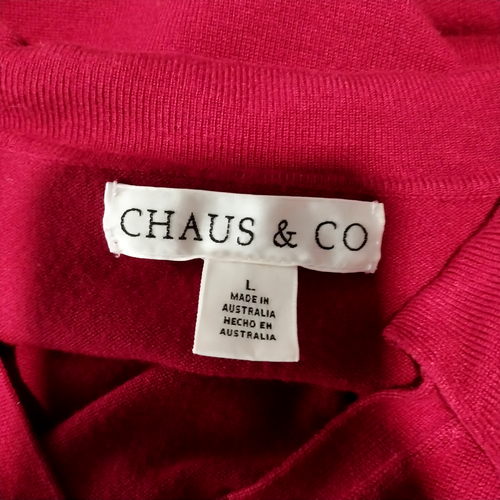 CHAUS & CO
L
MADE IN
AUSTRALIA
HECHO EN
AUSTRALIA